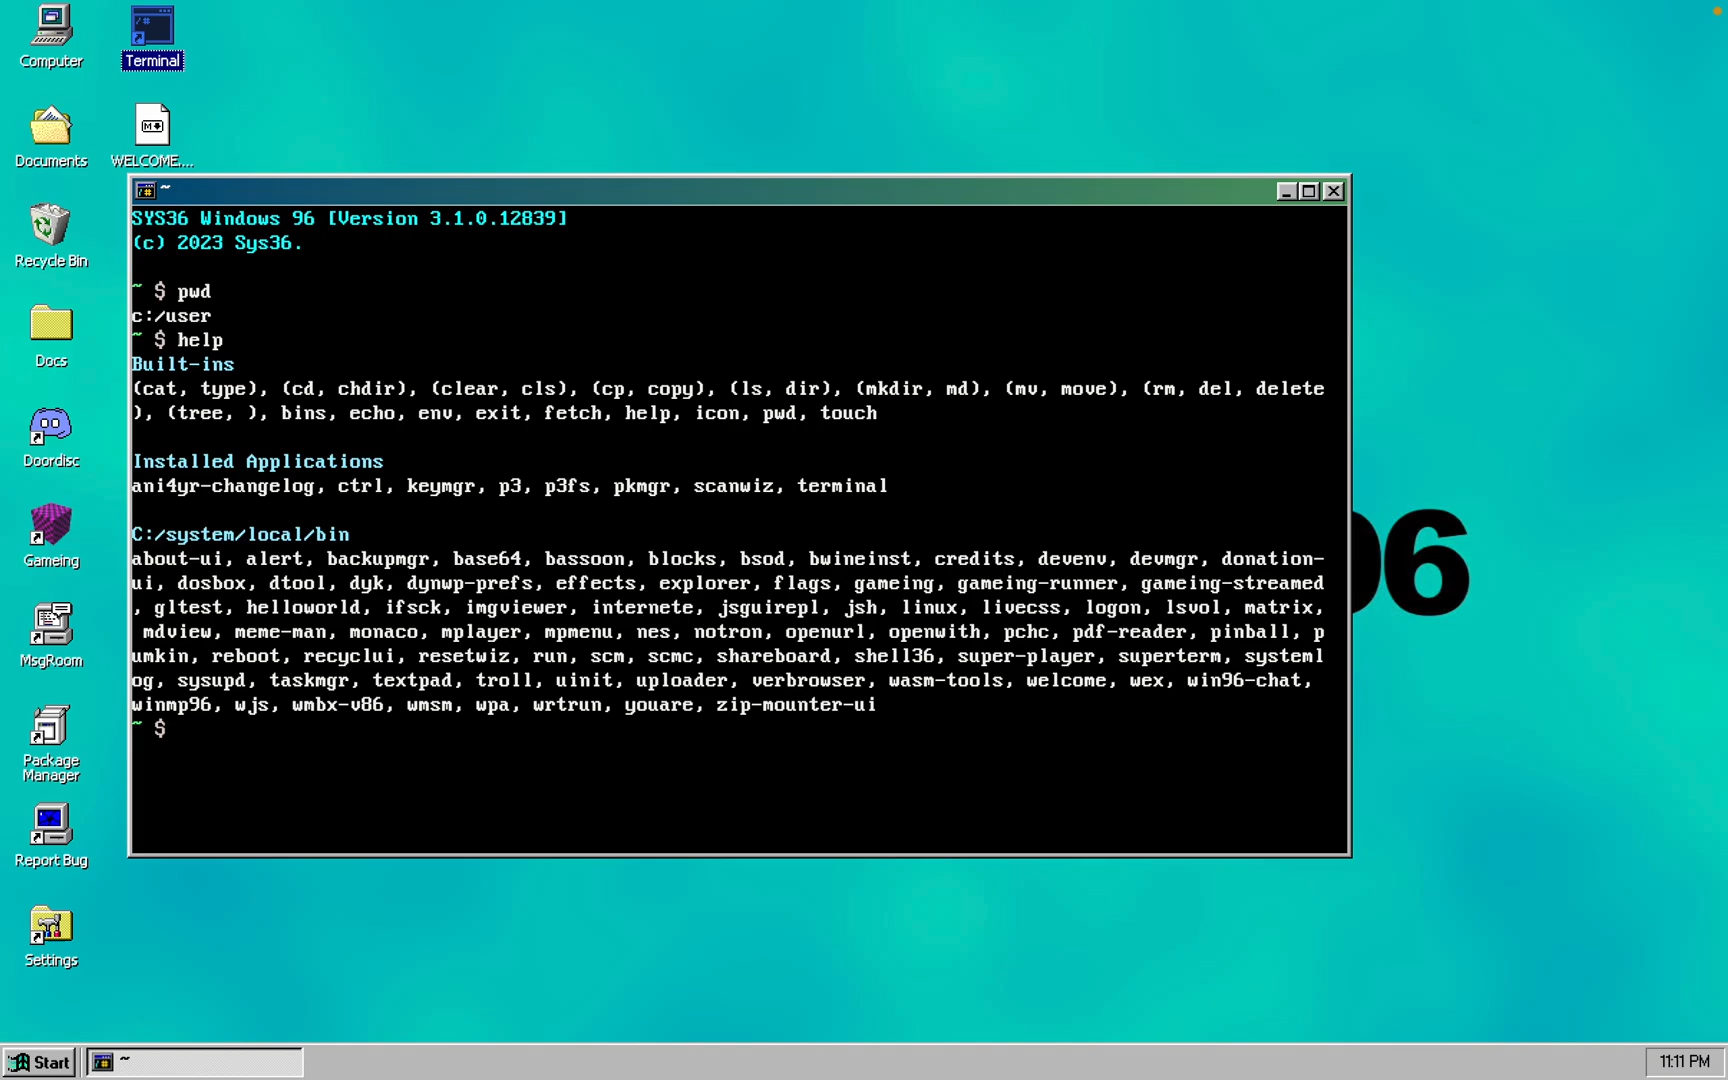 Computer
Terminal
Documents
WELCOME....
Recycle Bin
Docs
Doordisc
Gameing
MsgRoom
Package
Manager
Report Bug
Settings
~
SYS36 Windows 96 [Version 3.1.0.12839]
(c) 2023 Sys36.
~ $ pwd
c:/user
~ $ help
Built-ins
(cat, type), (cd, chdir), (clear, cls), (cp, copy), (ls, dir), (mkdir, md), (mv, move), (rm, del, delete
), (tree, ), bins, echo, env, exit, fetch, help, icon, pwd, touch
Installed Applications
ani4yr-changelog, ctrl, keymgr, p3, p3fs, pkmgr, scanwiz, terminal
C:/system/local/bin
about-ui, alert, backupmgr, base64, bassoon, blocks, bsod, bwineinst, credits, devenv, devmgr, donation-
ui, dosbox, dtool, dyk, dynwp-prefs, effects, explorer, flags, gameing, gameing-runner, gameing-streamed
, gltest, helloworld, ifsck, imgviewer, internete, jsguirepl, jsh, linux, livecss, logon, lsvol, matrix,
mdview, meme-man, monaco, mplayer, mpmenu, nes, notron, openurl, openwith, pchc, pdf-reader, pinball, p
umkin, reboot, recyclui, resetwiz, run, scm, scmc, shareboard, shell36, super-player, superterm, systeml
og, sysupd, taskmgr, textpad, troll, uinit, uploader, verbrowser, wasm-tools, welcome, wex, win96-chat,
winmp96, wjs, wmbx-v86, wmsm, wpa, wrtrun, youare, zip-mounter-ui
~ $
96
Start
~
11:11 PM